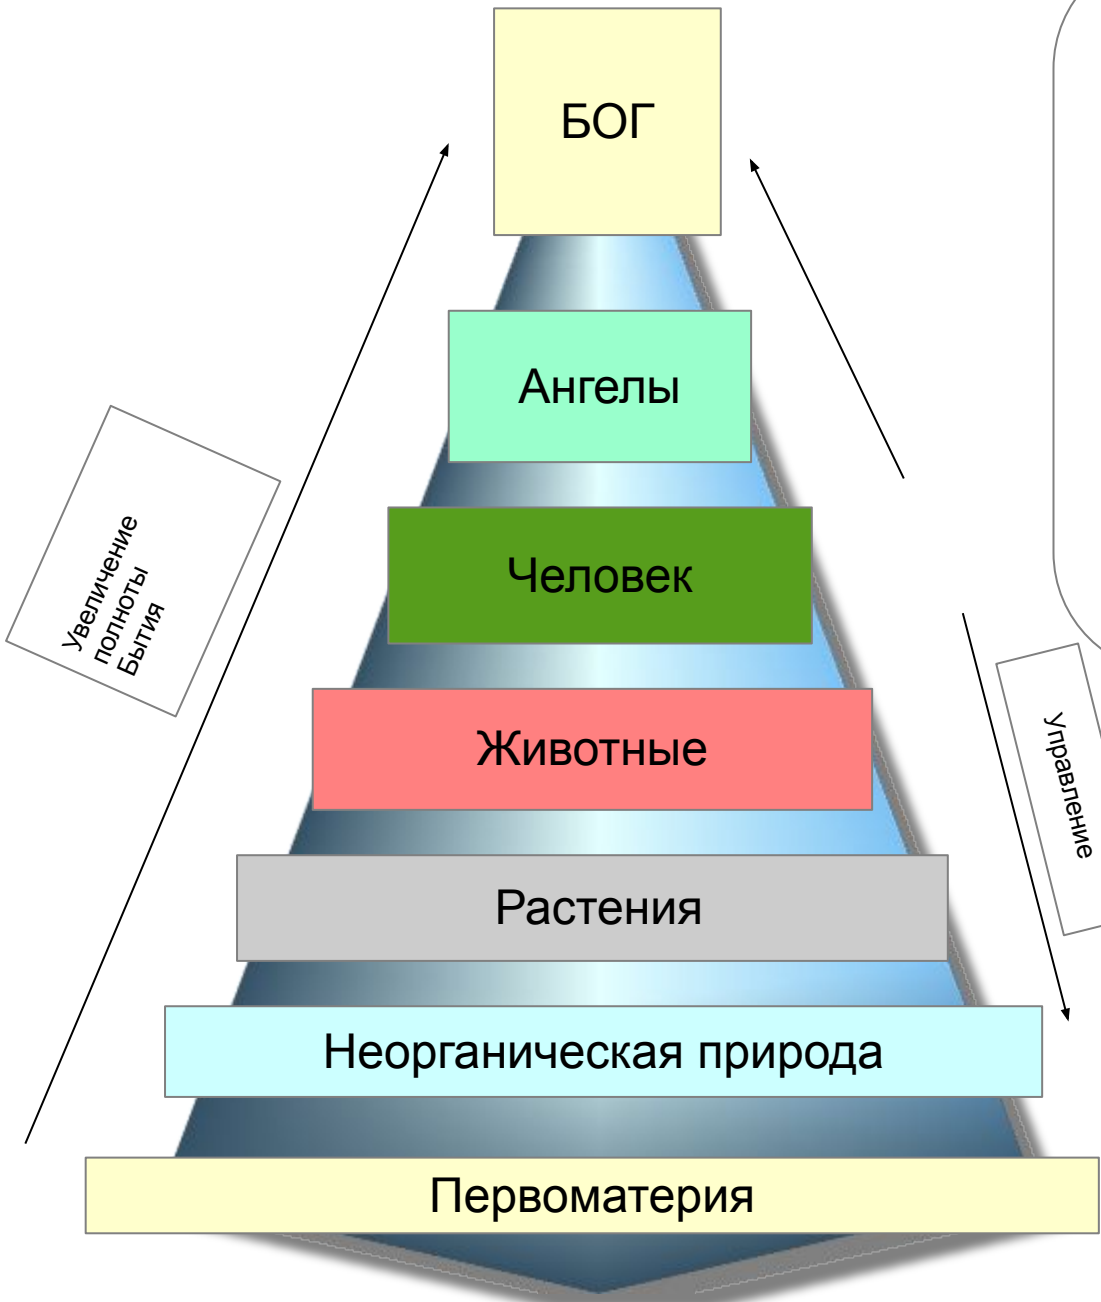 БОГ
Ангелы
Человек
Увеличение
полноты
Бытия
Животные
Управление
Растения
Неорганическая природа
Первоматерия